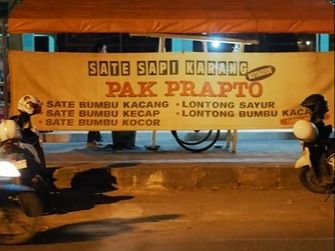 SATE SAPI KARANG
PAK PRAPTO
• SATE BUMBU KACANG • LONTONG SAYUR
• SATE BUMBU KECAP • LONTONG BUMBU KACA
• SATE BUMBU KOCOR